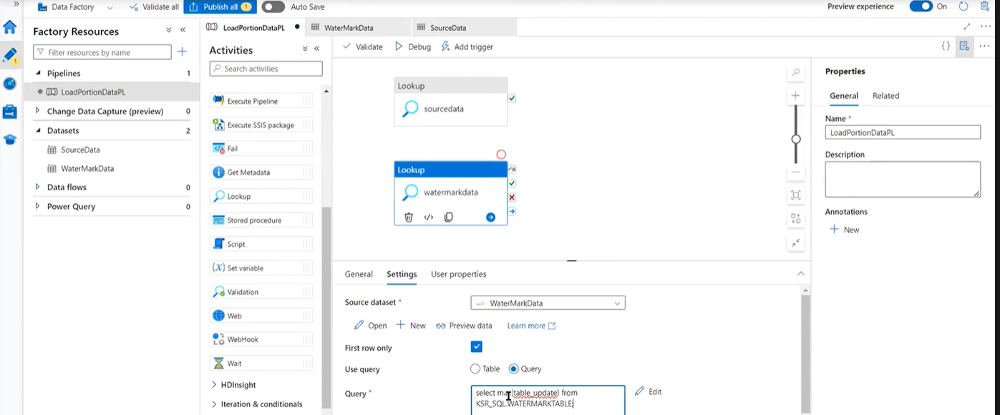 »
Data Factory
Validate all
Publish all 1
Auto Save
Preview experience
On
Factory Resources
Filter resources by name
Pipelines 1
LoadPortionDataPL
Change Data Capture (preview) 0
Datasets 2
SourceData
WaterMarkData
Data flows 0
Power Query 0
1
LoadPortionDataPL
WaterMarkData
SourceData
Activities
Search activities
Execute Pipeline
Execute SSIS package
Fail
Get Metadata
Lookup
Stored procedure
Script
(x) Set variable
Validation
Web
WebHook
Wait
HDInsight
Iteration & conditionals
Validate
Debug
Add trigger
{}
Lookup
sourcedata
Lookup
watermarkdata
General
Settings
User properties
Source dataset *
WaterMarkData
Open
New
Preview data
Learn more
First row only
Use query
Table
Query
Query *
select max(table_update) from
KSR_SQL.WATERMARKTABLE
Edit
Properties
General
Related
Name *
LoadPortionDataPL
Description
Annotations
New